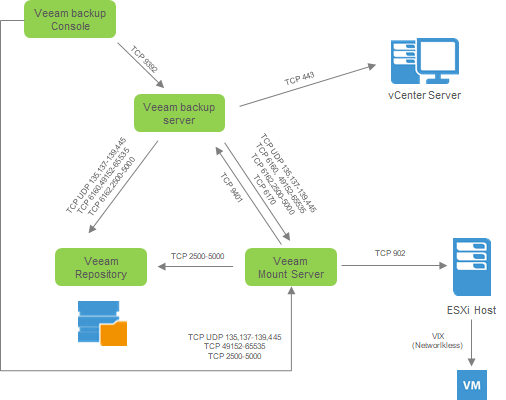 Veeam backup
Console
TCP 9392
TCP 443
vCenter Server
Veeam backup
server
TCP UDP 135,137-139,445
TCP 6160,49152-65535
TCP 6162,2500-5000
TCP UDP 135,137-139,445
TCP 6160, 49152-65535
TCP 6162,2500-5000
TCP 6170
TCP 9401
Veeam
Repository
TCP 2500-5000
Veeam
Mount Server
TCP 902
ESXi Host
TCP UDP 135,137-139,445
TCP 49152-65535
TCP 2500-5000
VIX
(Networkless)
VM